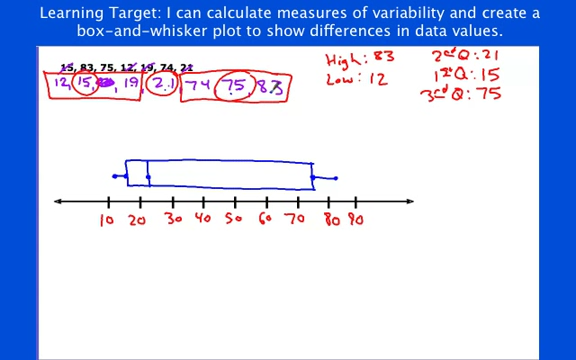 Learning Target: I can calculate measures of variability and create a
box-and-whisker plot to show differences in data values.
15, 83, 75, 12, 19, 74, 21
12, 15, 19, 21, 74, 75, 83
High: 83
Low: 12
2nd Q: 21
1st Q: 15
3rd Q: 75
10 20 30 40 50 60 70 80 90